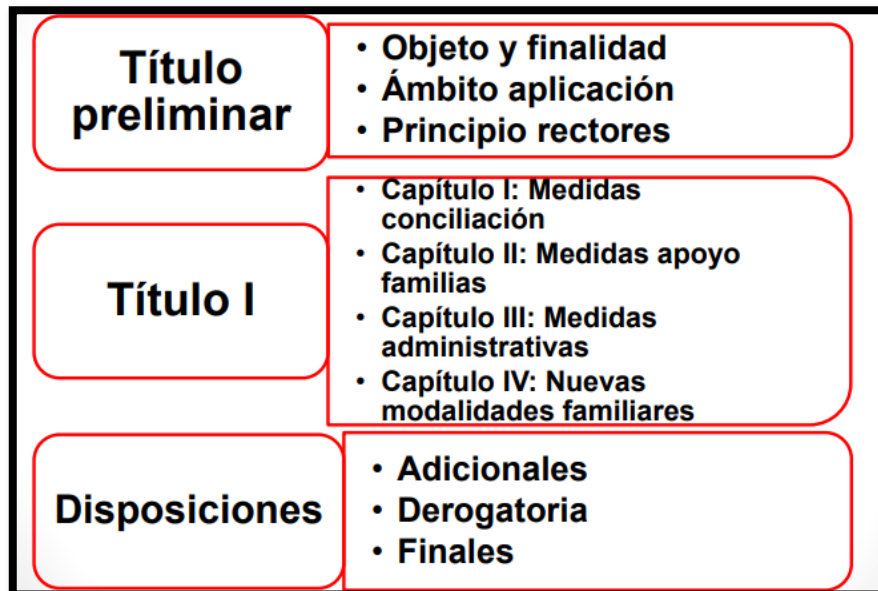 Título
preliminar
• Objeto y finalidad
• Ámbito aplicación
• Principio rectores
Título I
• Capítulo I: Medidas
conciliación
• Capítulo II: Medidas apoyo
familias
• Capítulo III: Medidas
administrativas
• Capítulo IV: Nuevas
modalidades familiares
Disposiciones
• Adicionales
• Derogatoria
• Finales